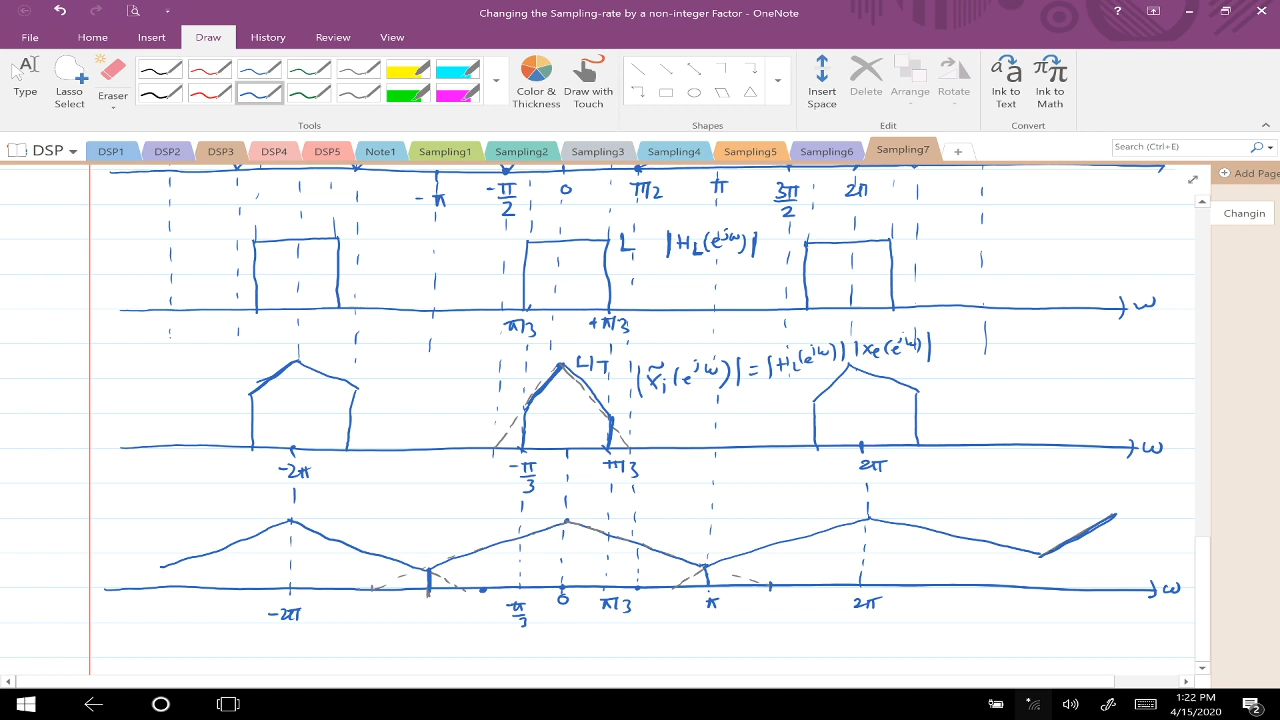 Changing the Sampling-rate by a non-integer Factor - OneNote
File Home Insert Draw History Review View
Type
Lasso Select
Eraser
Color & Thickness
Draw with Touch
Insert Space
Delete
Arrange
Rotate
Ink to Text
Ink to Math
Tools Shapes Edit Convert
DSP DSP1 DSP2 DSP3 DSP4 DSP5 Note1 Sampling1 Sampling2 Sampling3 Sampling4 Sampling5 Sampling6 Sampling7
Search (Ctrl+E)
Add Page
Changin
-π -π/2 0 π/2 π 3π/2 2π
L |H_L(e^jω)|
π/3 +π/3 ω
L/T |X̃_i(e^jω)| = |H_L(e^jω)| |X_e(e^jω)|
-2π -π/3 +π/3 2π ω
-2π -π/3 0 π/3 π 2π ω
1:22 PM
4/15/2020
2